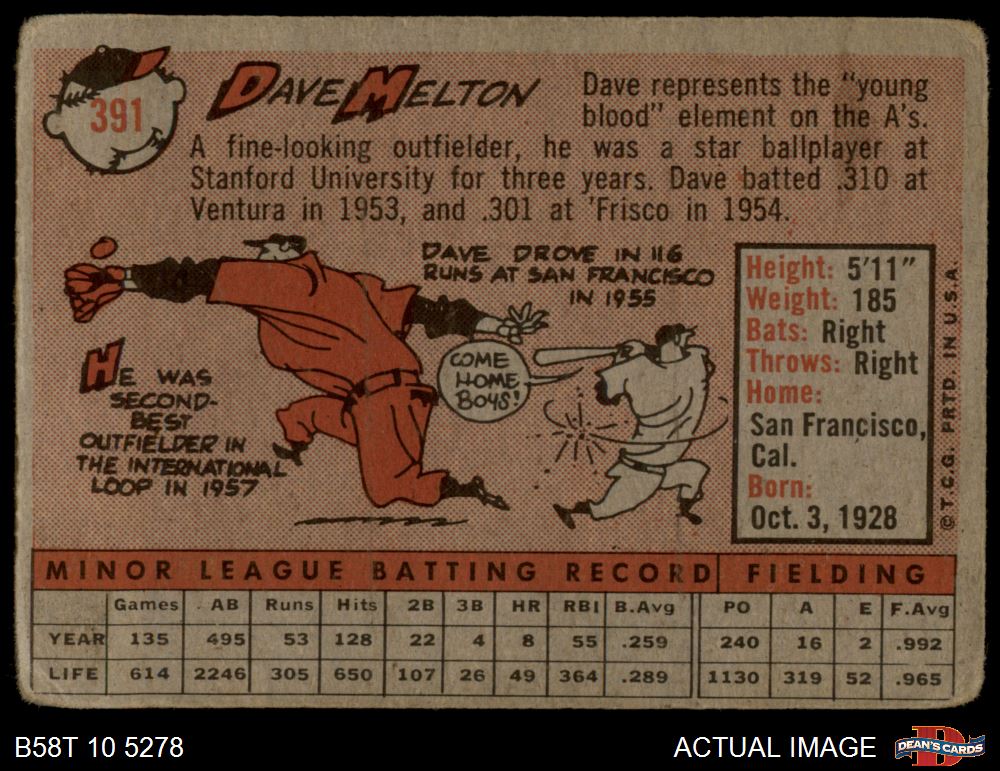 391
DAVE MELTON
Dave represents the "young
blood" element on the A's.
A fine-looking outfielder, he was a star ballplayer at
Stanford University for three years. Dave batted .310 at
Ventura in 1953, and .301 at 'Frisco in 1954.
DAVE DROVE IN 116
RUNS AT SAN FRANCISCO
IN 1955
COME
HOME
BOYS!
HE WAS
SECOND-
BEST
OUTFIELDER IN
THE INTERNATIONAL
LOOP IN 1957
Height: 5'11"
Weight: 185
Bats: Right
Throws: Right
Home:
San Francisco,
Cal.
Born:
Oct. 3, 1928
© T.C.G. PRTD. IN U.S.A.
MINOR LEAGUE BATTING RECORD FIELDING
Games AB Runs Hits 2B 3B HR RBI B.Avg PO A E F.Avg
YEAR 135 495 53 128 22 4 8 55 .259 240 16 2 .992
LIFE 614 2246 305 650 107 26 49 364 .289 1130 319 52 .965
B58T 10 5278
ACTUAL IMAGE
D
DEAN'S CARDS